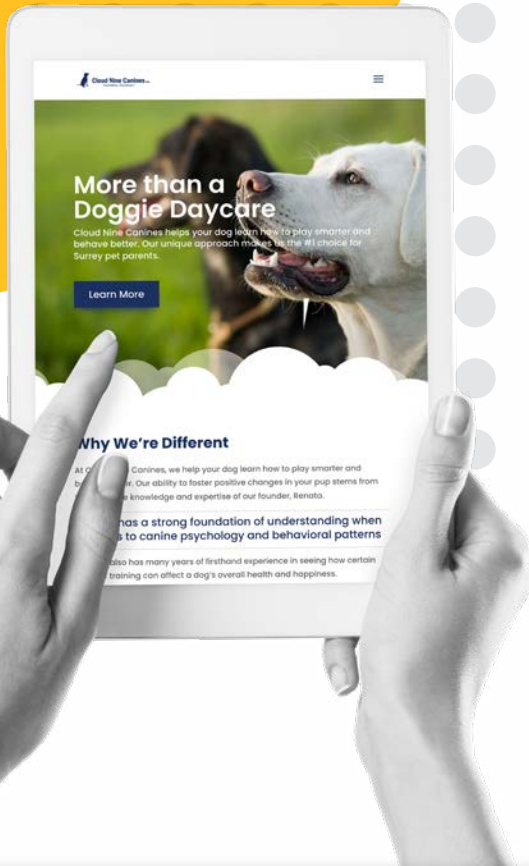 Cloud Nine Canines
More than a
Doggie Daycare
Cloud Nine Canines helps your dog learn how to play smarter and
behave better. Our unique approach makes us the #1 choice for
Surrey pet parents.
Learn More
Why We're Different
At Canines, we help your dog learn how to play smarter and
Our ability to foster positive changes in your pup stems from
knowledge and expertise of our founder, Renata.
has a strong foundation of understanding when
to canine psychology and behavioral patterns
also has many years of firsthand experience in seeing how certain
training can affect a dog's overall health and happiness.